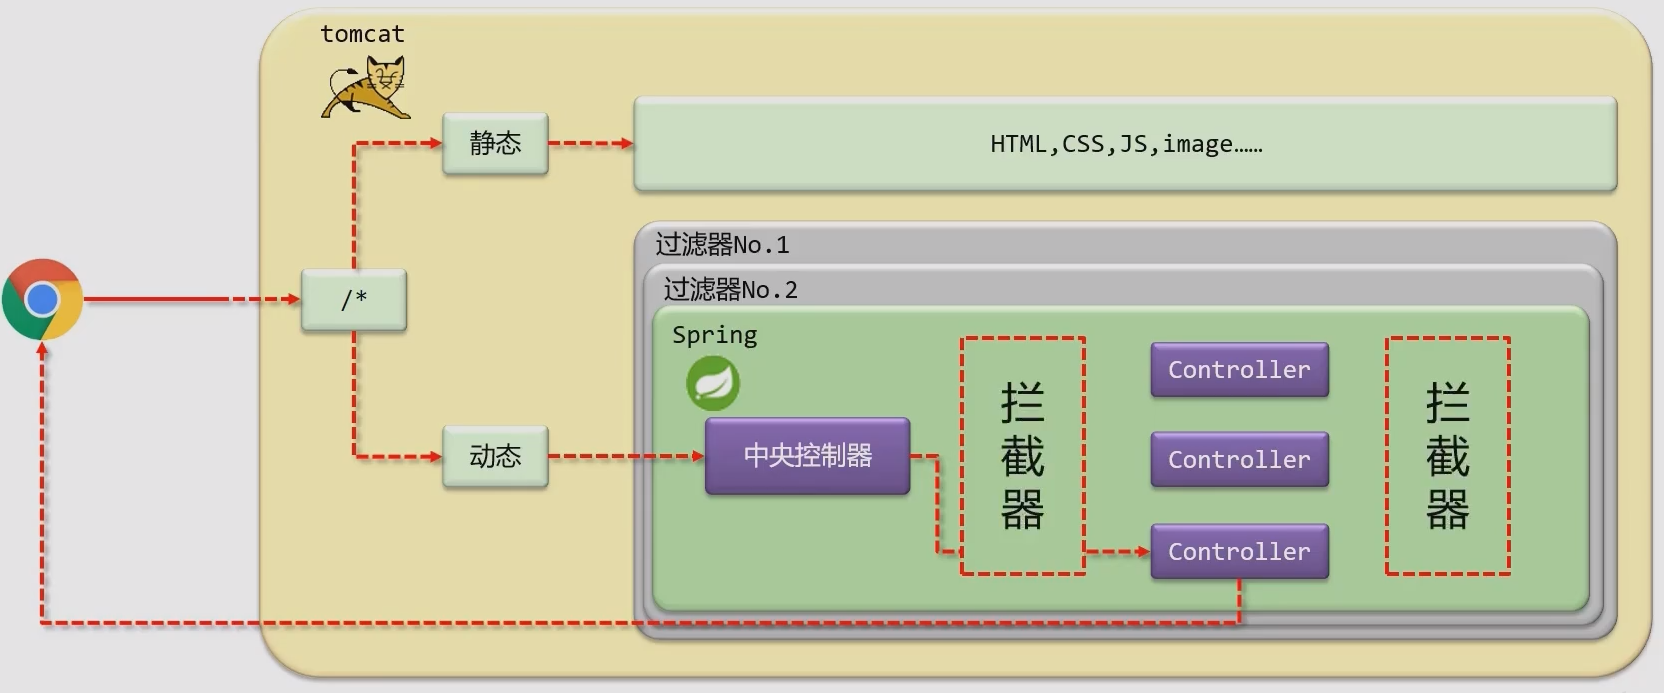 tomcat
静态
HTML,CSS,JS,image……
过滤器No.1
过滤器No.2
/*
Spring
中央控制器
动态
拦截器
Controller
Controller
Controller
拦截器